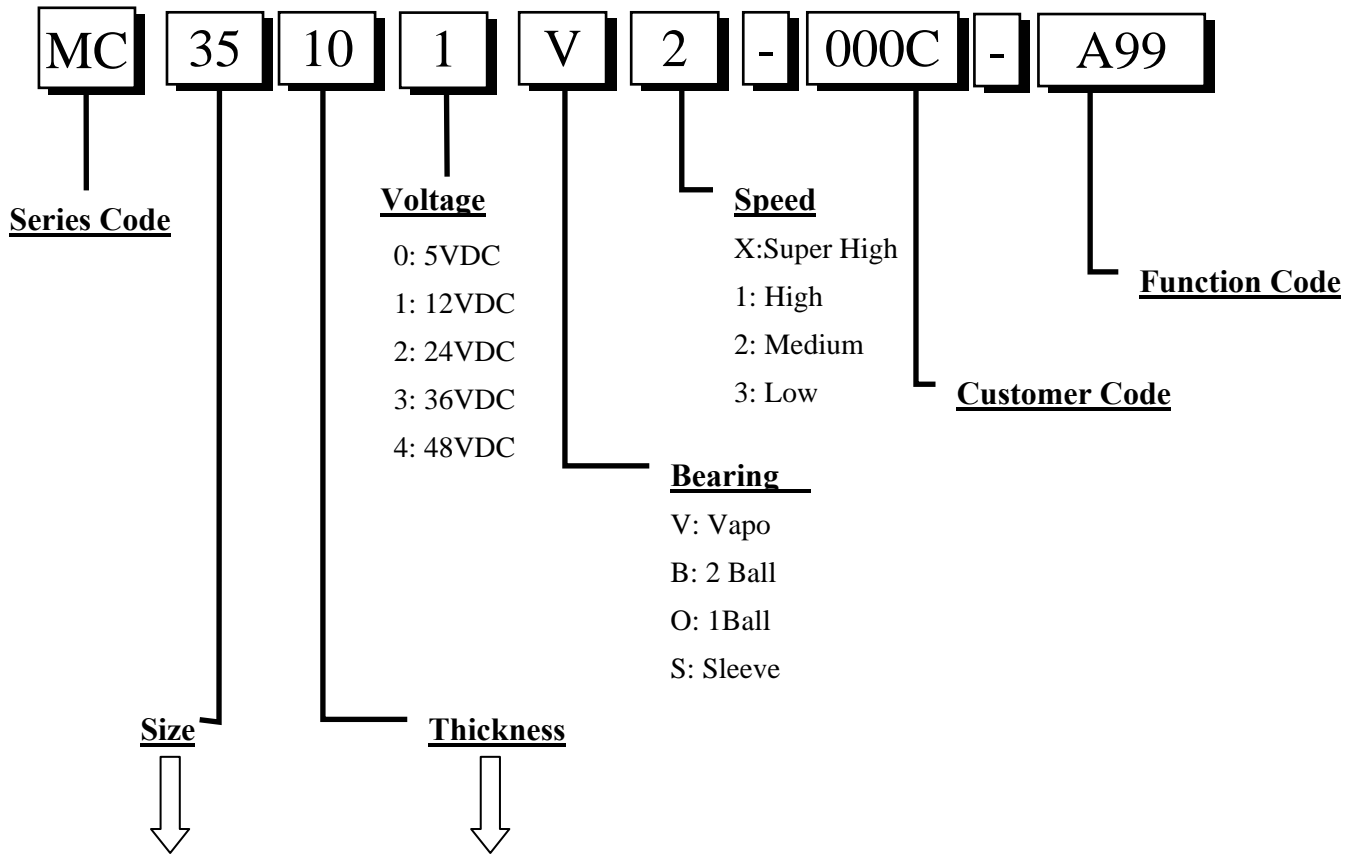 MC 35 10 1 V 2 - 000C - A99
Series Code
Voltage
0: 5VDC
1: 12VDC
2: 24VDC
3: 36VDC
4: 48VDC
Speed
X:Super High
1: High
2: Medium
3: Low
Function Code
Customer Code
Bearing
V: Vapo
B: 2 Ball
O: 1Ball
S: Sleeve
Size
Thickness